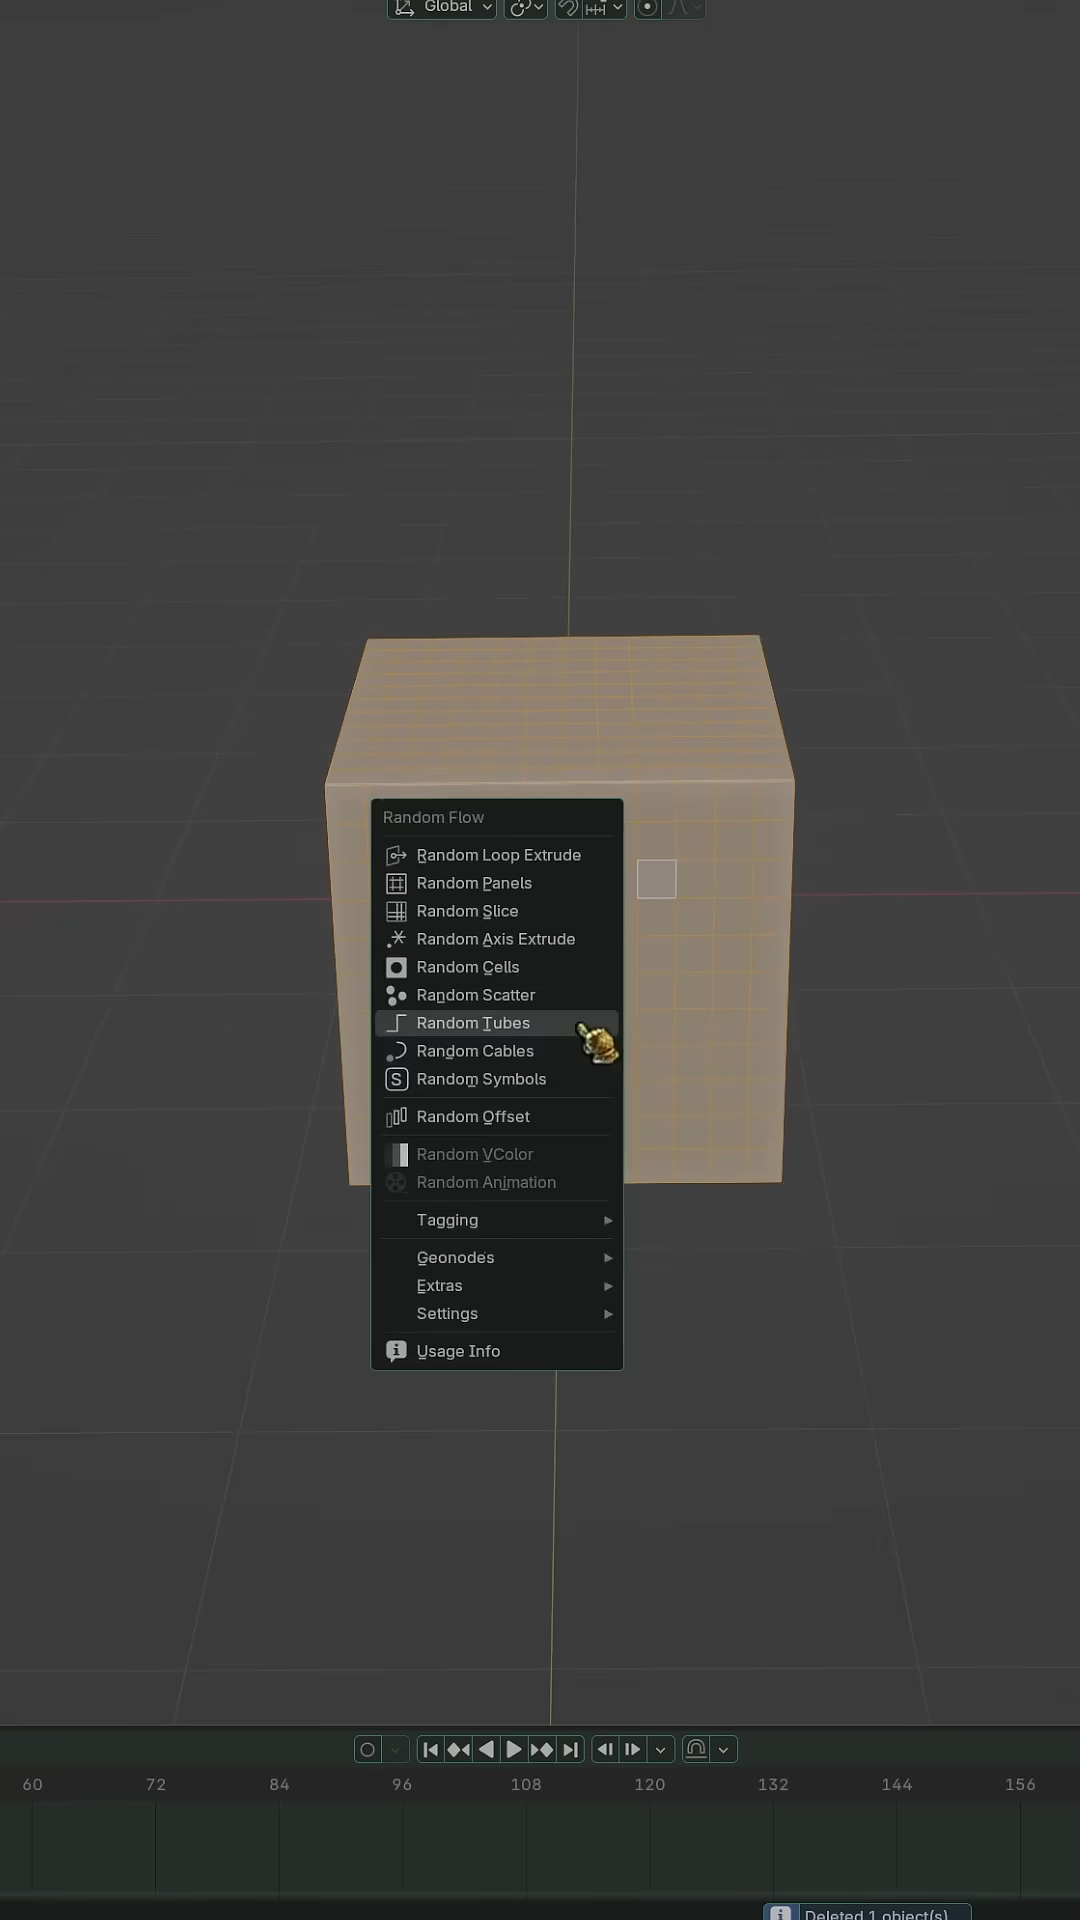 Global
Random Flow
Random Loop Extrude
Random Panels
Random Slice
Random Axis Extrude
Random Cells
Random Scatter
Random Tubes
Random Cables
S Random Symbols
Random Offset
Random VColor
Random Animation
Tagging
Geonodes
Extras
Settings
Usage Info
60 72 84 96 108 120 132 144 156
Deleted 1 object(s)